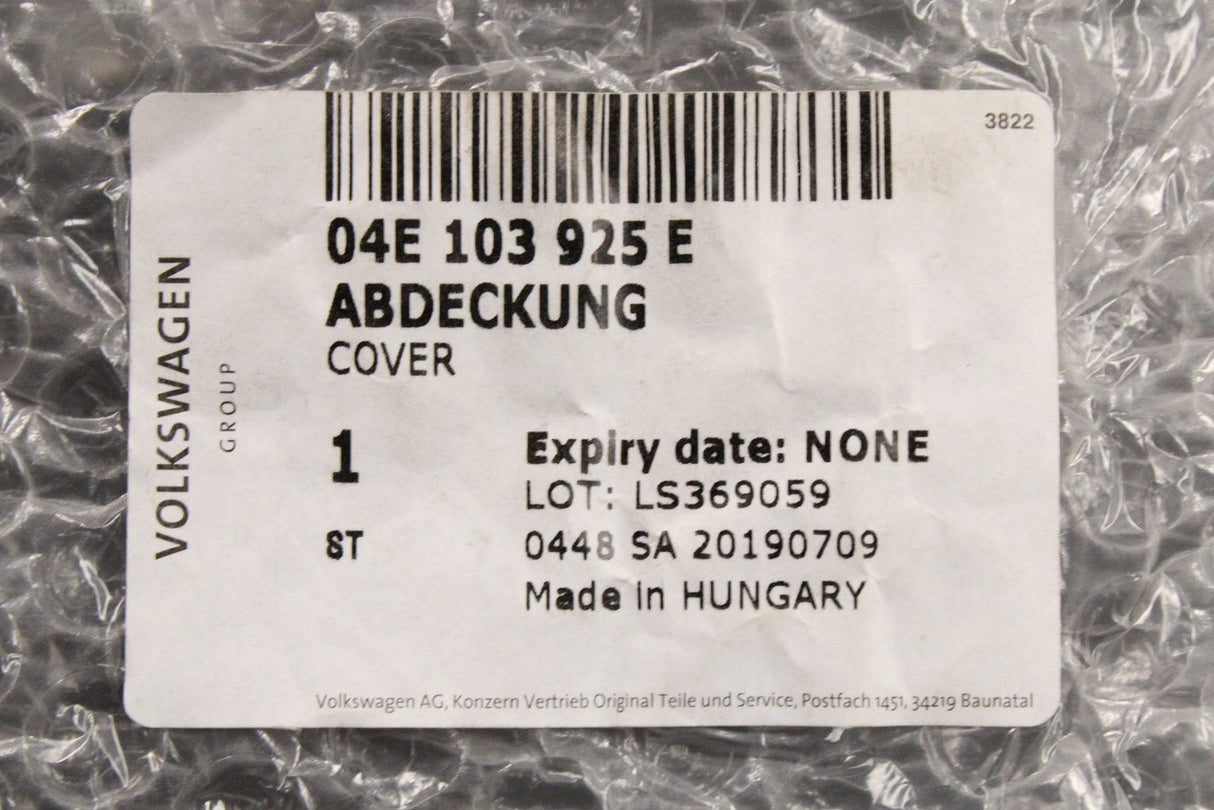 3822
04E 103 925 E
ABDECKUNG
COVER
VOLKSWAGEN
GROUP
1
Expiry date: NONE
LOT: LS369059
ST
0448 SA 20190709
Made in HUNGARY
Volkswagen AG, Konzern Vertrieb Original Teile und Service, Postfach 1451, 34219 Baunatal